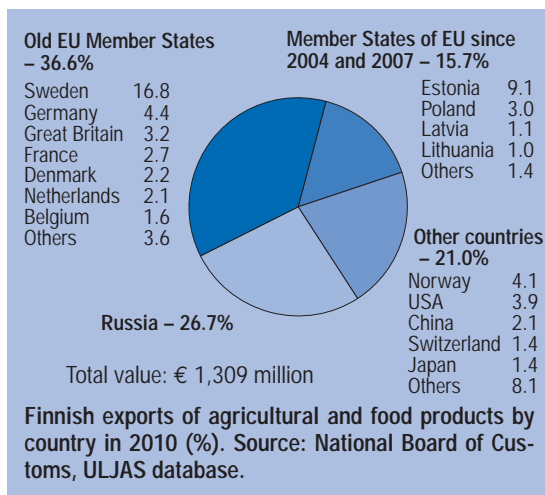 Old EU Member States
– 36.6%
Sweden 16.8
Germany 4.4
Great Britain 3.2
France 2.7
Denmark 2.2
Netherlands 2.1
Belgium 1.6
Others 3.6
Member States of EU since
2004 and 2007 – 15.7%
Estonia 9.1
Poland 3.0
Latvia 1.1
Lithuania 1.0
Others 1.4
Other countries
– 21.0%
Norway 4.1
USA 3.9
China 2.1
Switzerland 1.4
Japan 1.4
Others 8.1
Russia – 26.7%
Total value: € 1,309 million
Finnish exports of agricultural and food products by
country in 2010 (%). Source: National Board of Cus-
toms, ULJAS database.